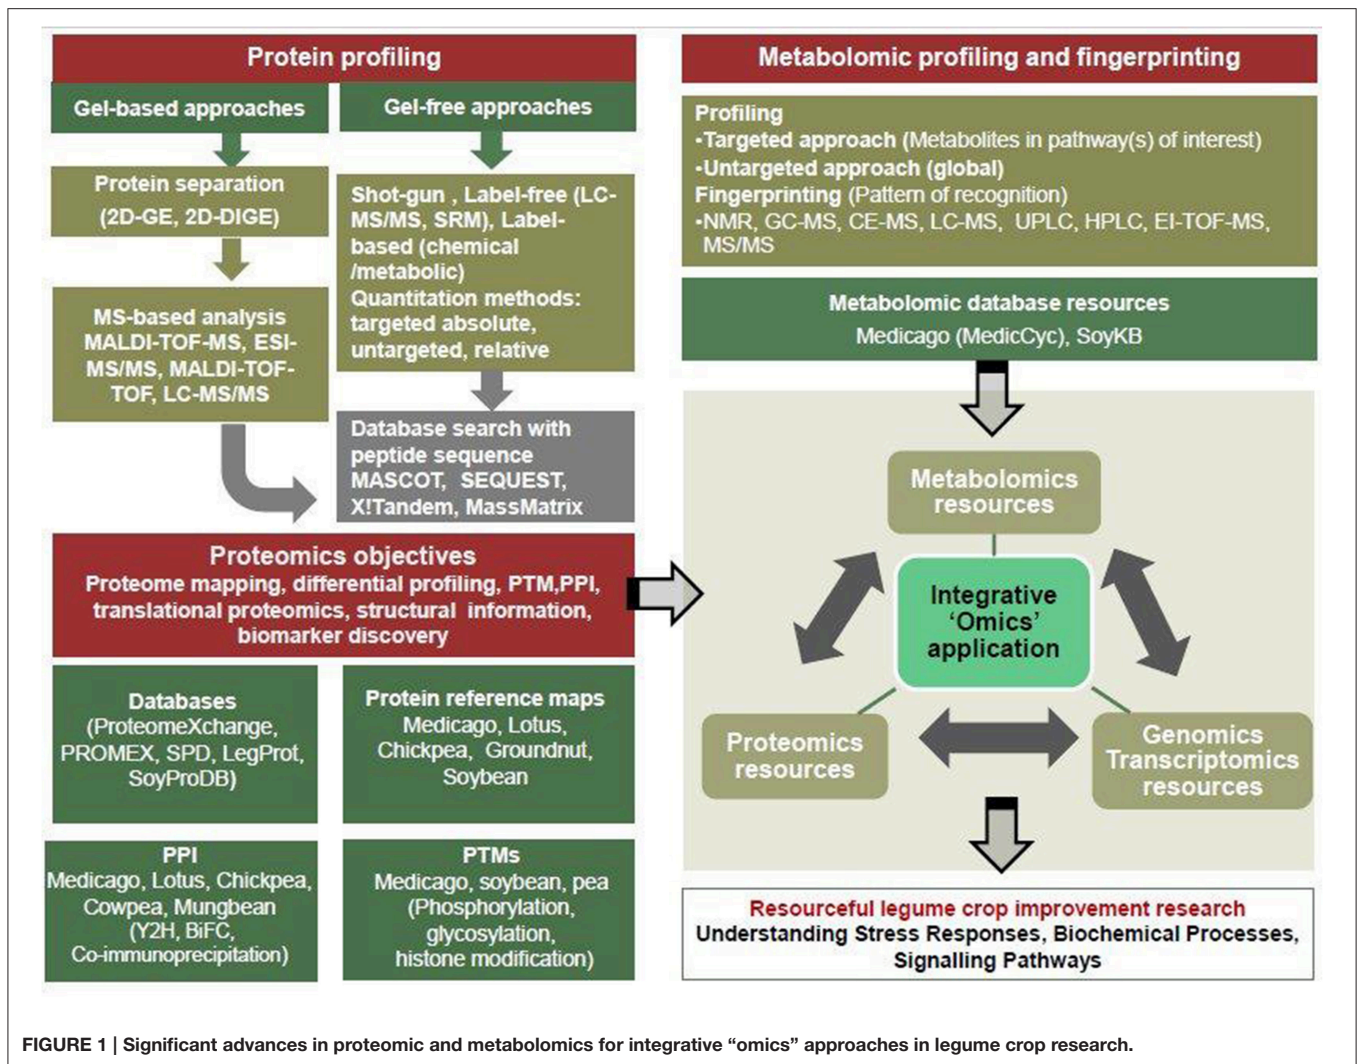 Protein profiling
Gel-based approaches
Protein separation
(2D-GE, 2D-DIGE)
MS-based analysis
MALDI-TOF-MS, ESI-
MS/MS, MALDI-TOF-
TOF, LC-MS/MS
Gel-free approaches
Shot-gun , Label-free (LC-
MS/MS, SRM), Label-
based (chemical
/metabolic)
Quantitation methods:
targeted absolute,
untargeted, relative
Database search with
peptide sequence
MASCOT, SEQUEST,
X!Tandem, MassMatrix
Proteomics objectives
Proteome mapping, differential profiling, PTM,PPI,
translational proteomics, structural information,
biomarker discovery
Databases
(ProteomeXchange,
PROMEX, SPD, LegProt,
SoyProDB)
Protein reference maps
Medicago, Lotus,
Chickpea, Groundnut,
Soybean
PPI
Medicago, Lotus, Chickpea,
Cowpea, Mungbean
(Y2H, BiFC,
Co-immunoprecipitation)
PTMs
Medicago, soybean, pea
(Phosphorylation,
glycosylation,
histone modification)
Metabolomic profiling and fingerprinting
Profiling
•Targeted approach (Metabolites in pathway(s) of interest)
•Untargeted approach (global)
Fingerprinting (Pattern of recognition)
•NMR, GC-MS, CE-MS, LC-MS, UPLC, HPLC, EI-TOF-MS,
MS/MS
Metabolomic database resources
Medicago (MedicCyc), SoyKB
Metabolomics
resources
Integrative
‘Omics’
application
Proteomics
resources
Genomics
Transcriptomics
resources
Resourceful legume crop improvement research
Understanding Stress Responses, Biochemical Processes,
Signalling Pathways
FIGURE 1 | Significant advances in proteomic and metabolomics for integrative “omics” approaches in legume crop research.